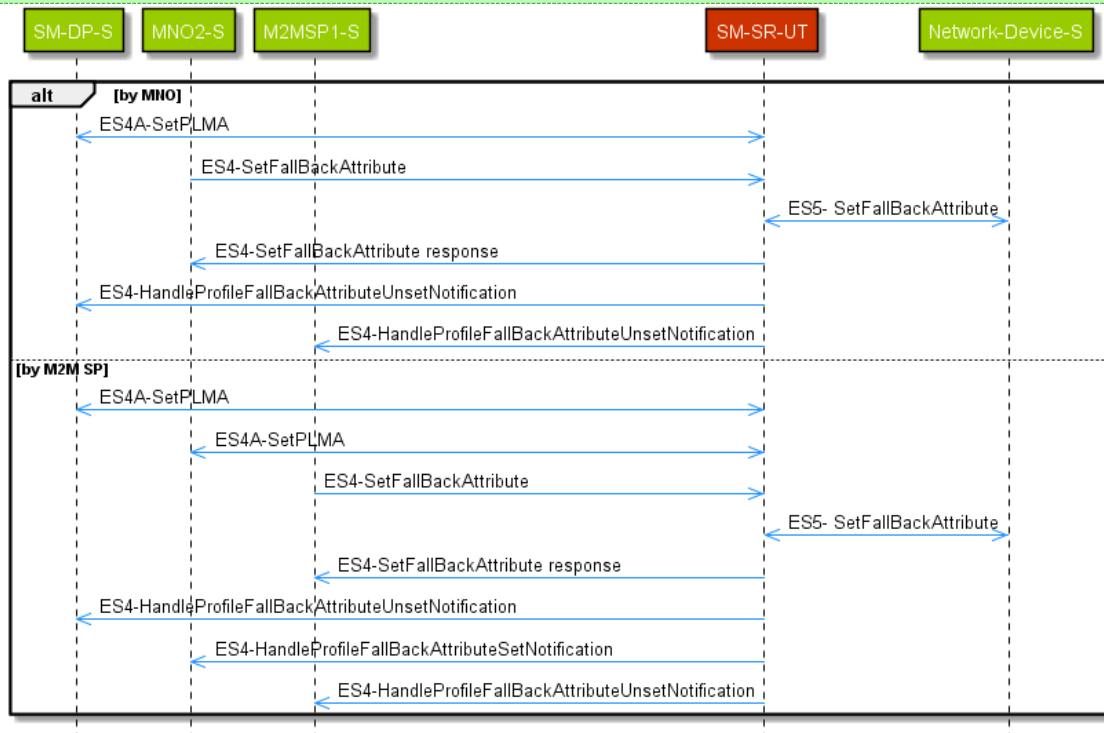 SM-DP-S MNO2-S M2MSP1-S SM-SR-UT Network-Device-S
alt [by MNO]
ES4A-SetPLMA
ES4-SetFallBackAttribute
ES5- SetFallBackAttribute
ES4-SetFallBackAttribute response
ES4-HandleProfileFallBackAttributeUnsetNotification
ES4-HandleProfileFallBackAttributeUnsetNotification
[by M2M SP]
ES4A-SetPLMA
ES4A-SetPLMA
ES4-SetFallBackAttribute
ES5- SetFallBackAttribute
ES4-SetFallBackAttribute response
ES4-HandleProfileFallBackAttributeUnsetNotification
ES4-HandleProfileFallBackAttributeSetNotification
ES4-HandleProfileFallBackAttributeUnsetNotification